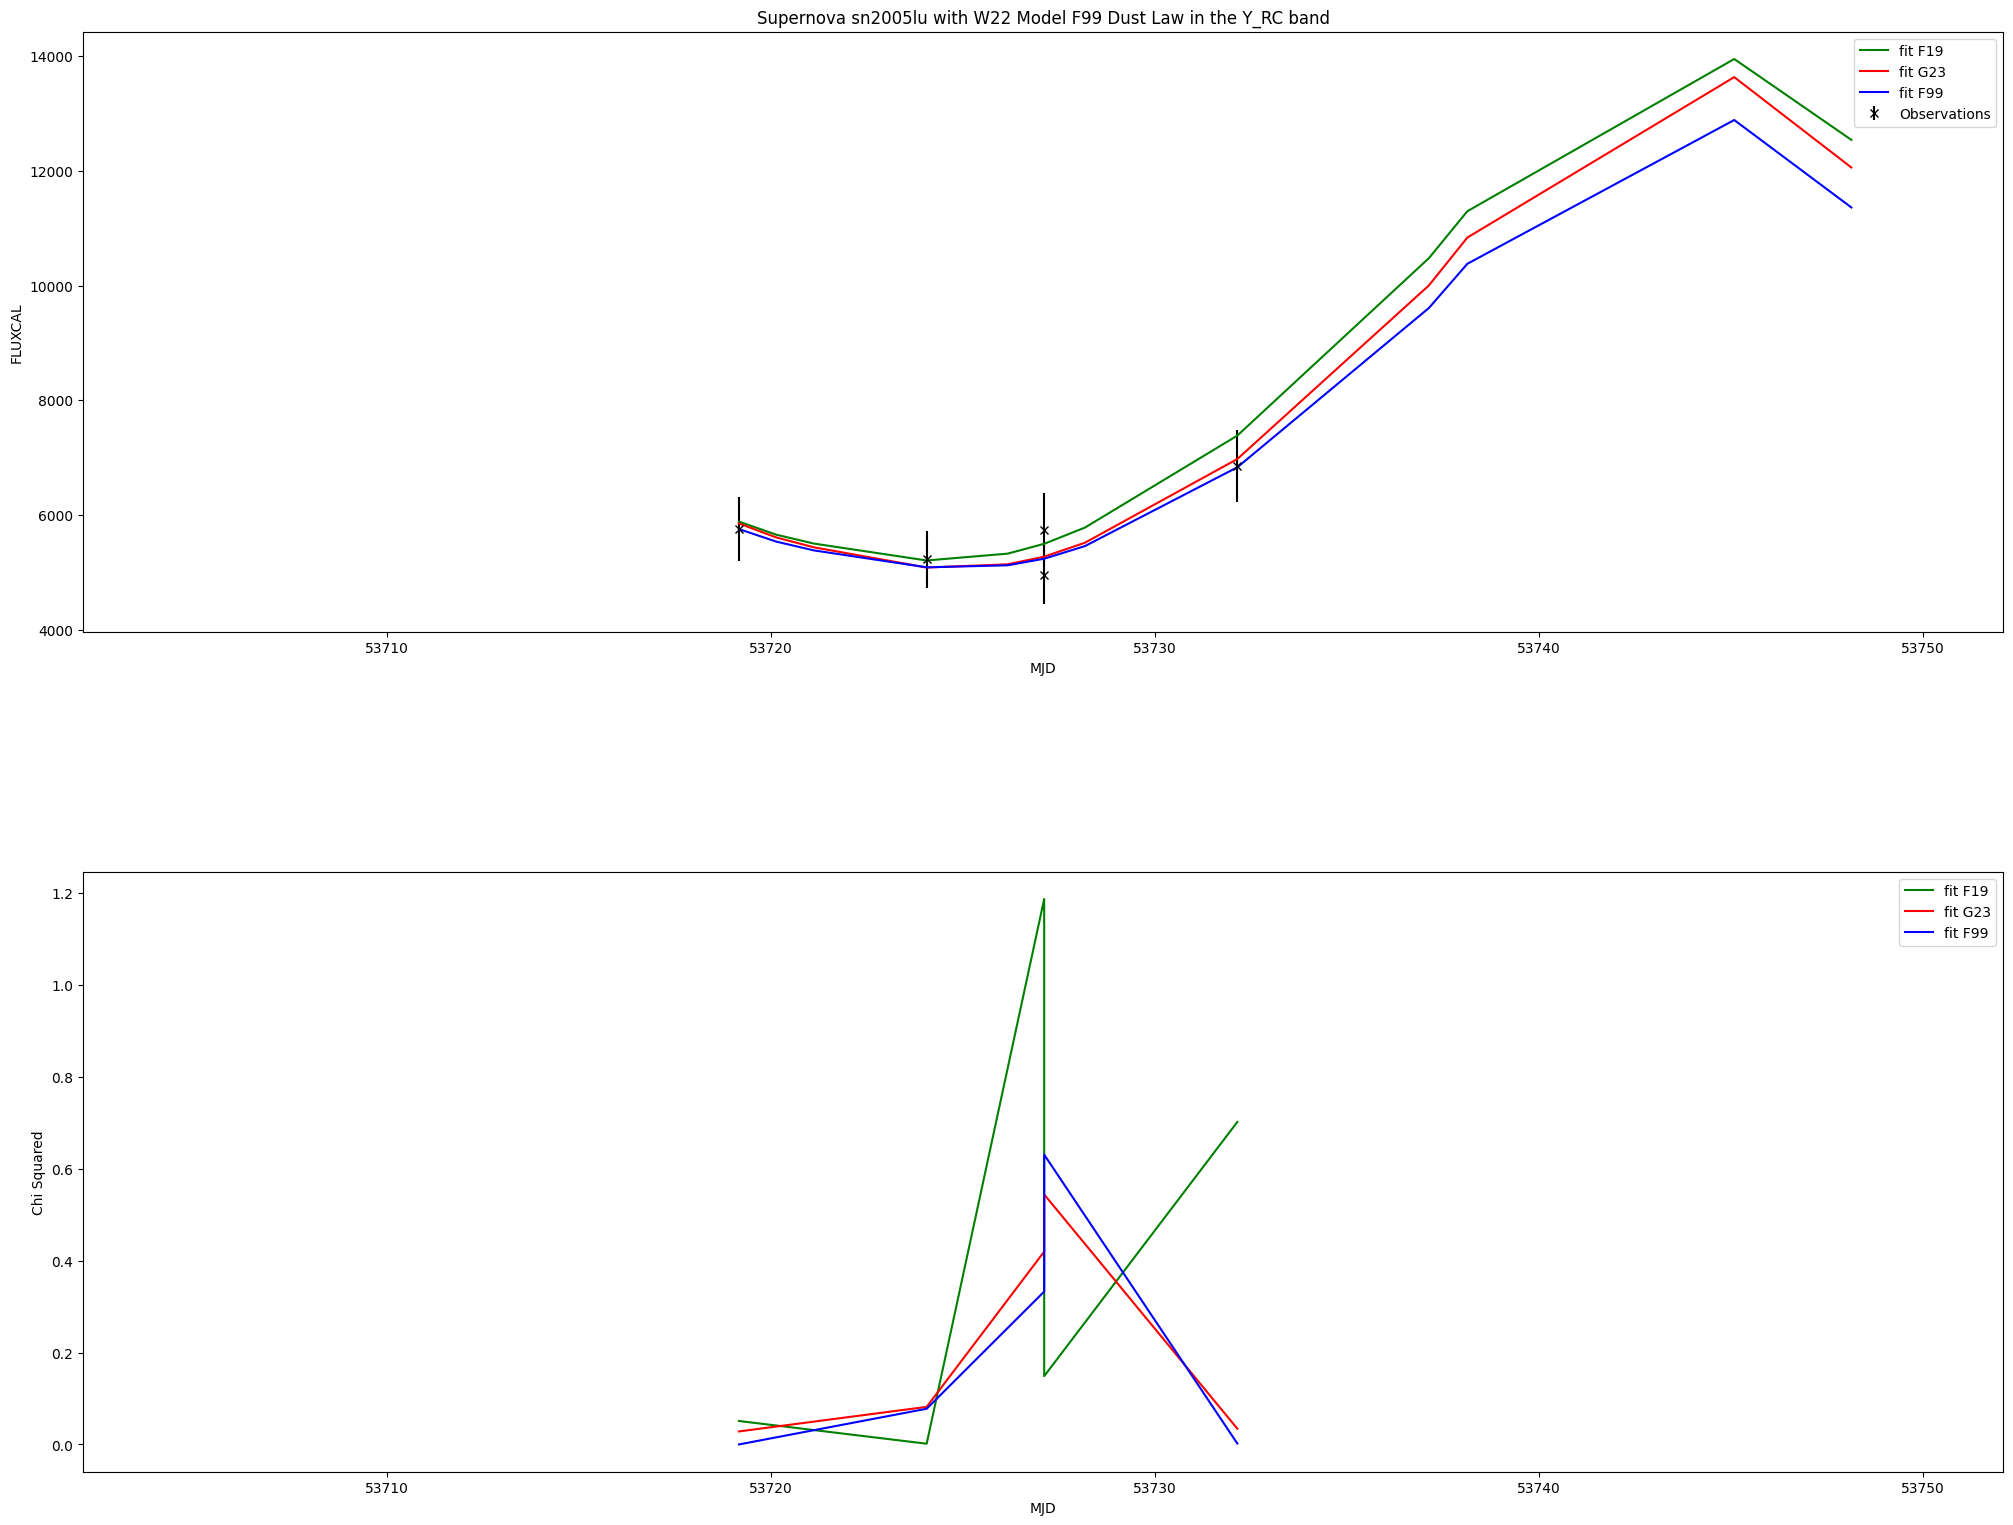 Supernova sn2005lu with W22 Model F99 Dust Law in the Y_RC band
14000
12000
10000
8000
6000
4000
FLUXCAL
fit F19
fit G23
fit F99
Observations
53710
53720
53730
53740
53750
MJD
1.2
1.0
0.8
0.6
0.4
0.2
0.0
Chi Squared
fit F19
fit G23
fit F99
53710
53720
53730
53740
53750
MJD